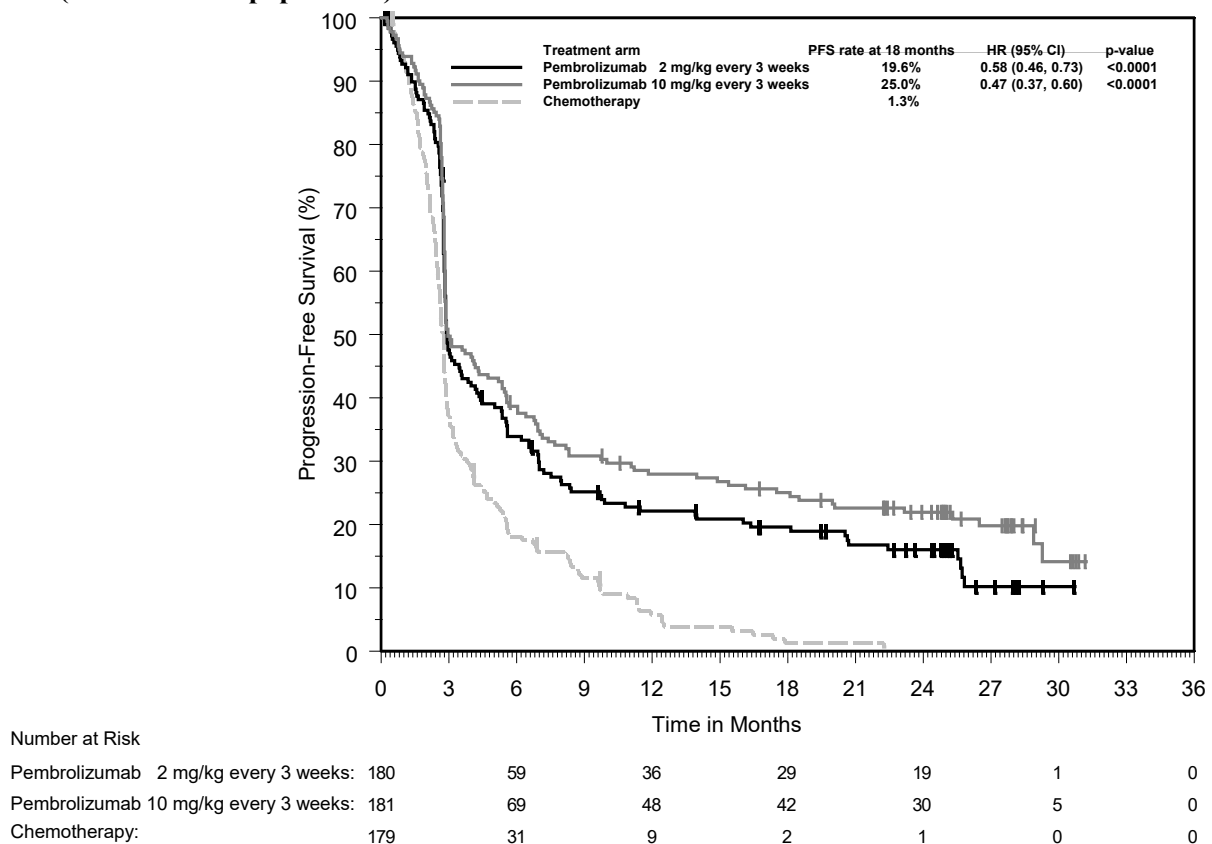 Treatment arm PFS rate at 18 months HR (95% CI) p-value
Pembrolizumab 2 mg/kg every 3 weeks 19.6% 0.58 (0.46, 0.73) <0.0001
Pembrolizumab 10 mg/kg every 3 weeks 25.0% 0.47 (0.37, 0.60) <0.0001
Chemotherapy 1.3%
Progression-Free Survival (%)
100
90
80
70
60
50
40
30
20
10
0
0 3 6 9 12 15 18 21 24 27 30 33 36
Time in Months
Number at Risk
Pembrolizumab 2 mg/kg every 3 weeks: 180 59 36 29 19 1 0
Pembrolizumab 10 mg/kg every 3 weeks: 181 69 48 42 30 5 0
Chemotherapy: 179 31 9 2 1 0 0